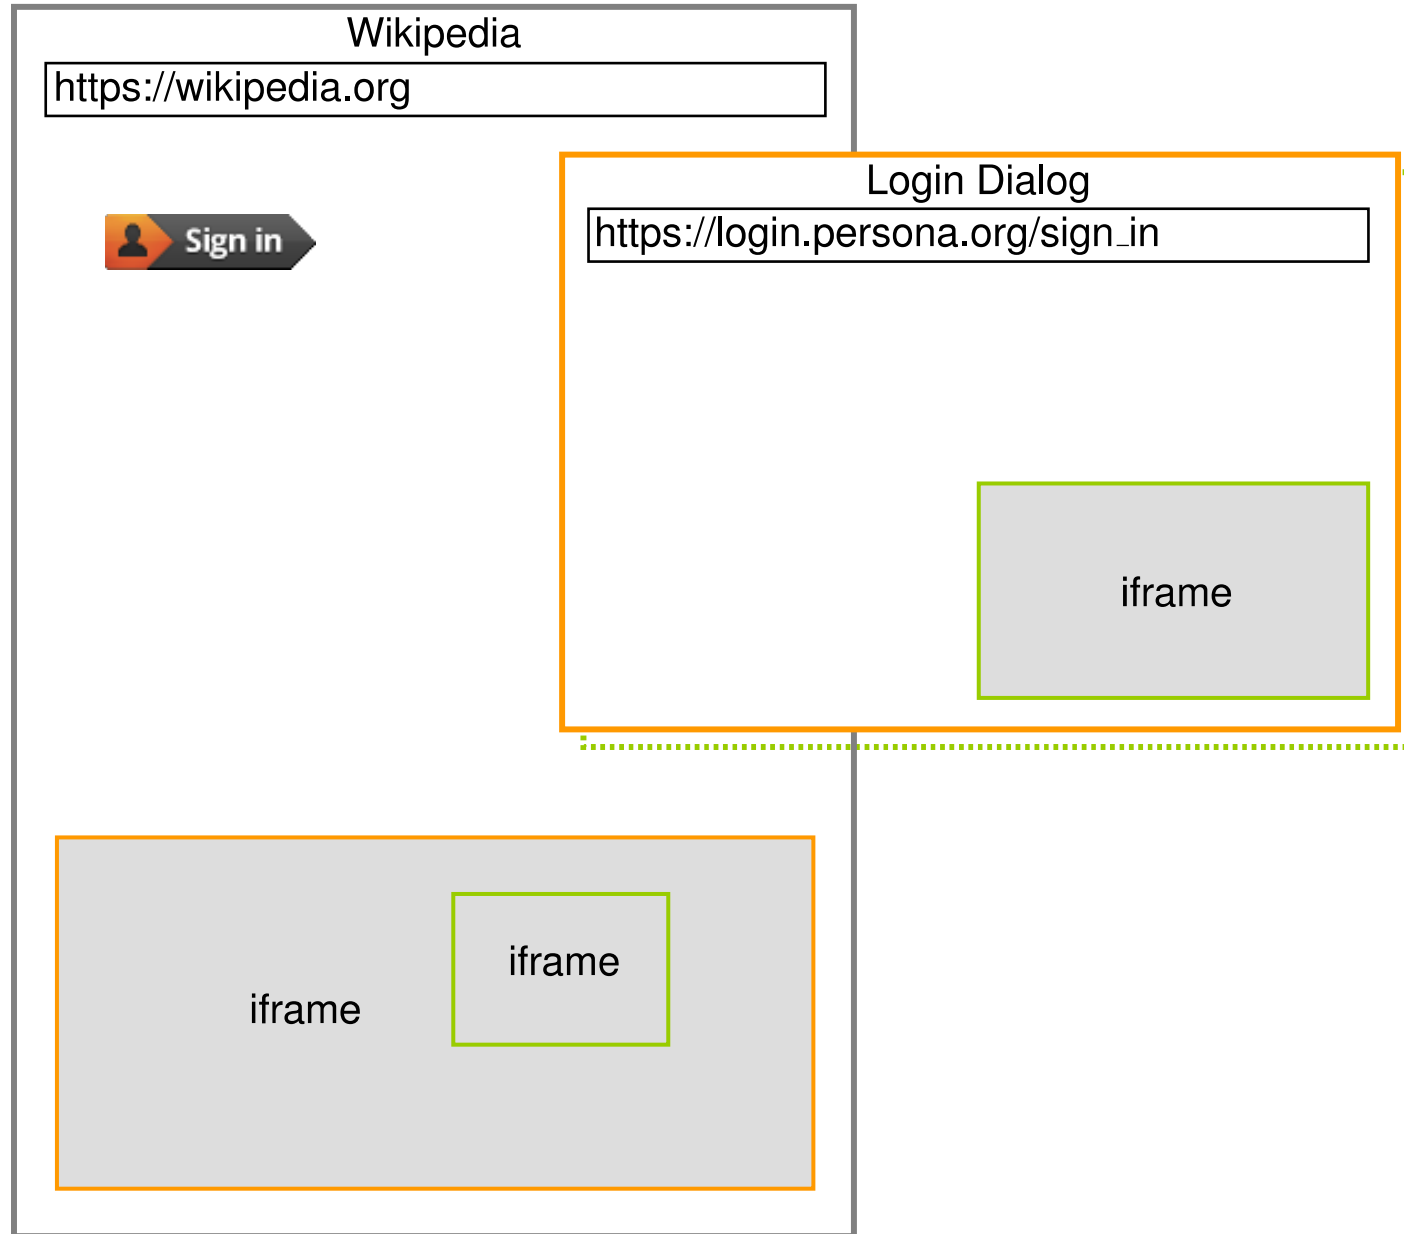 Wikipedia
https://wikipedia.org
Sign in
Login Dialog
https://login.persona.org/sign_in
iframe
iframe
iframe